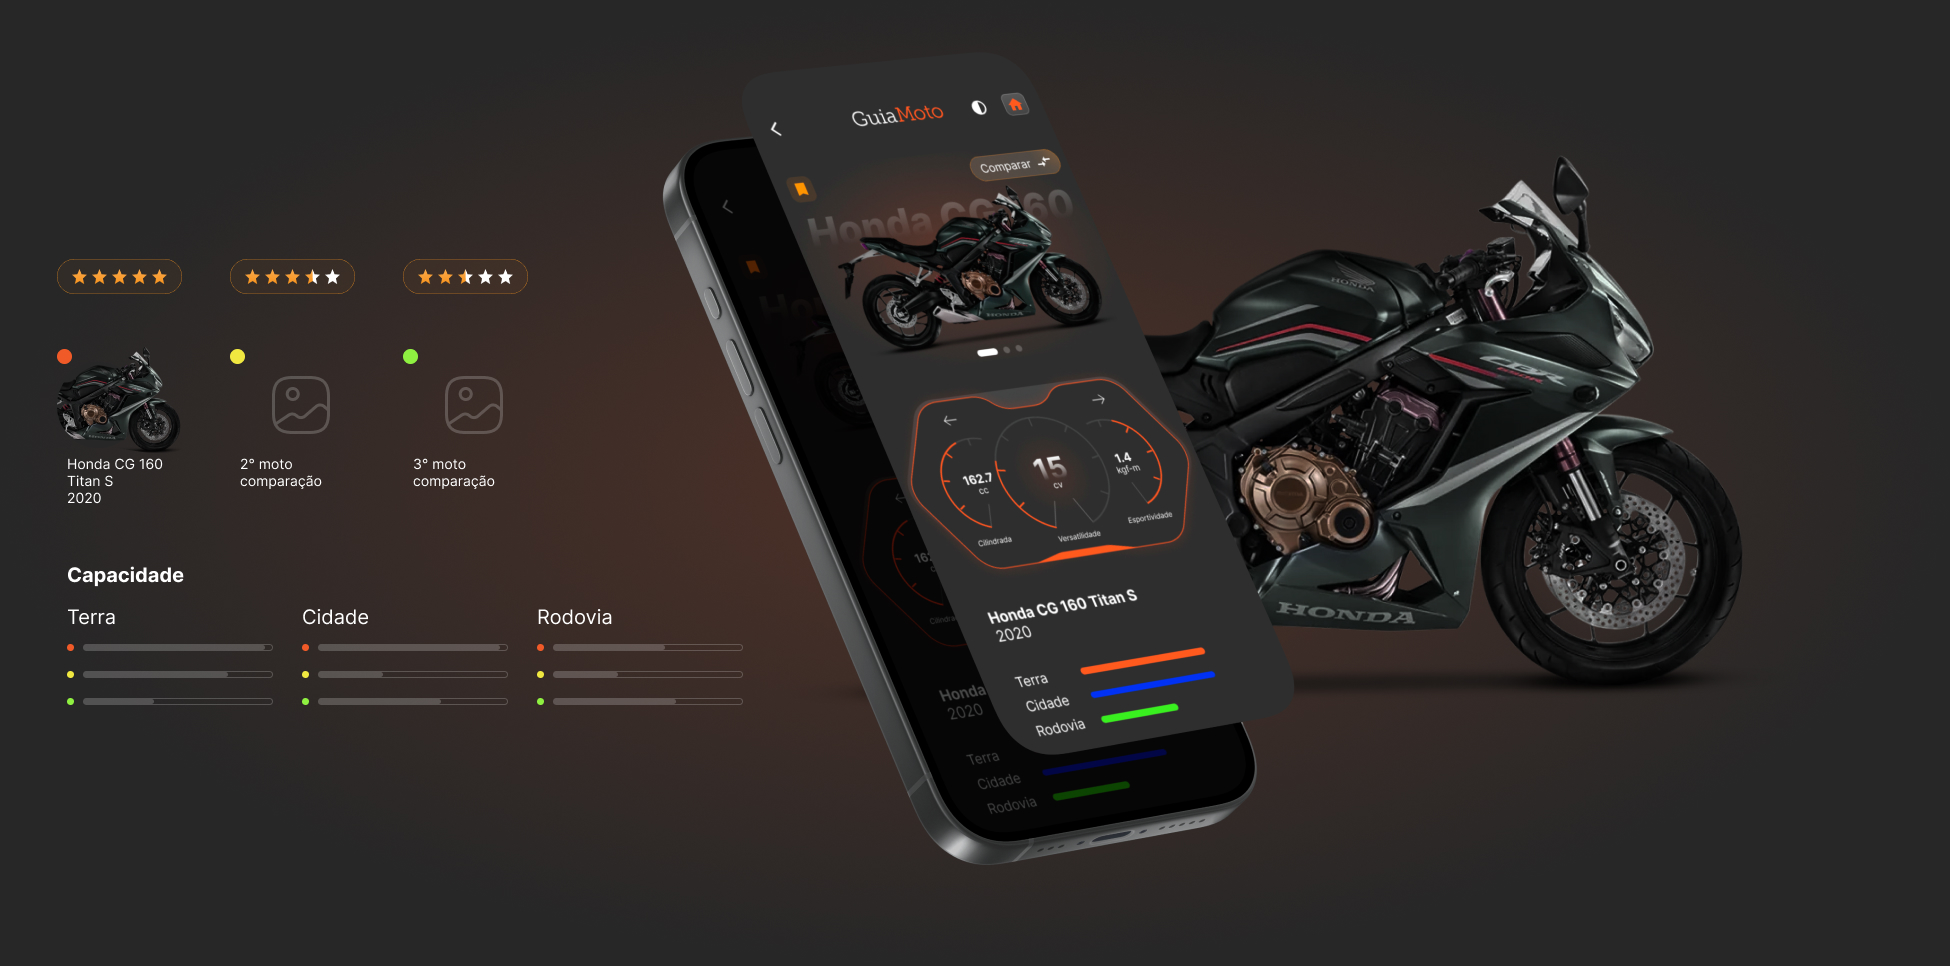 Honda CG 160
Titan S
2020
2° moto
comparação
3° moto
comparação
Capacidade
Terra
Cidade
Rodovia
GuiaMoto
Comparar
Honda CG 160
HONDA
162.7
CC
15
CV
1.4
kgf-m
Cilindrada
Versatilidade
Esportividade
Honda CG 160 Titan S
2020
Terra
Cidade
Rodovia
Honda
2020
Terra
Cidade
Rodovia
HONDA
CBR
650R
HONDA